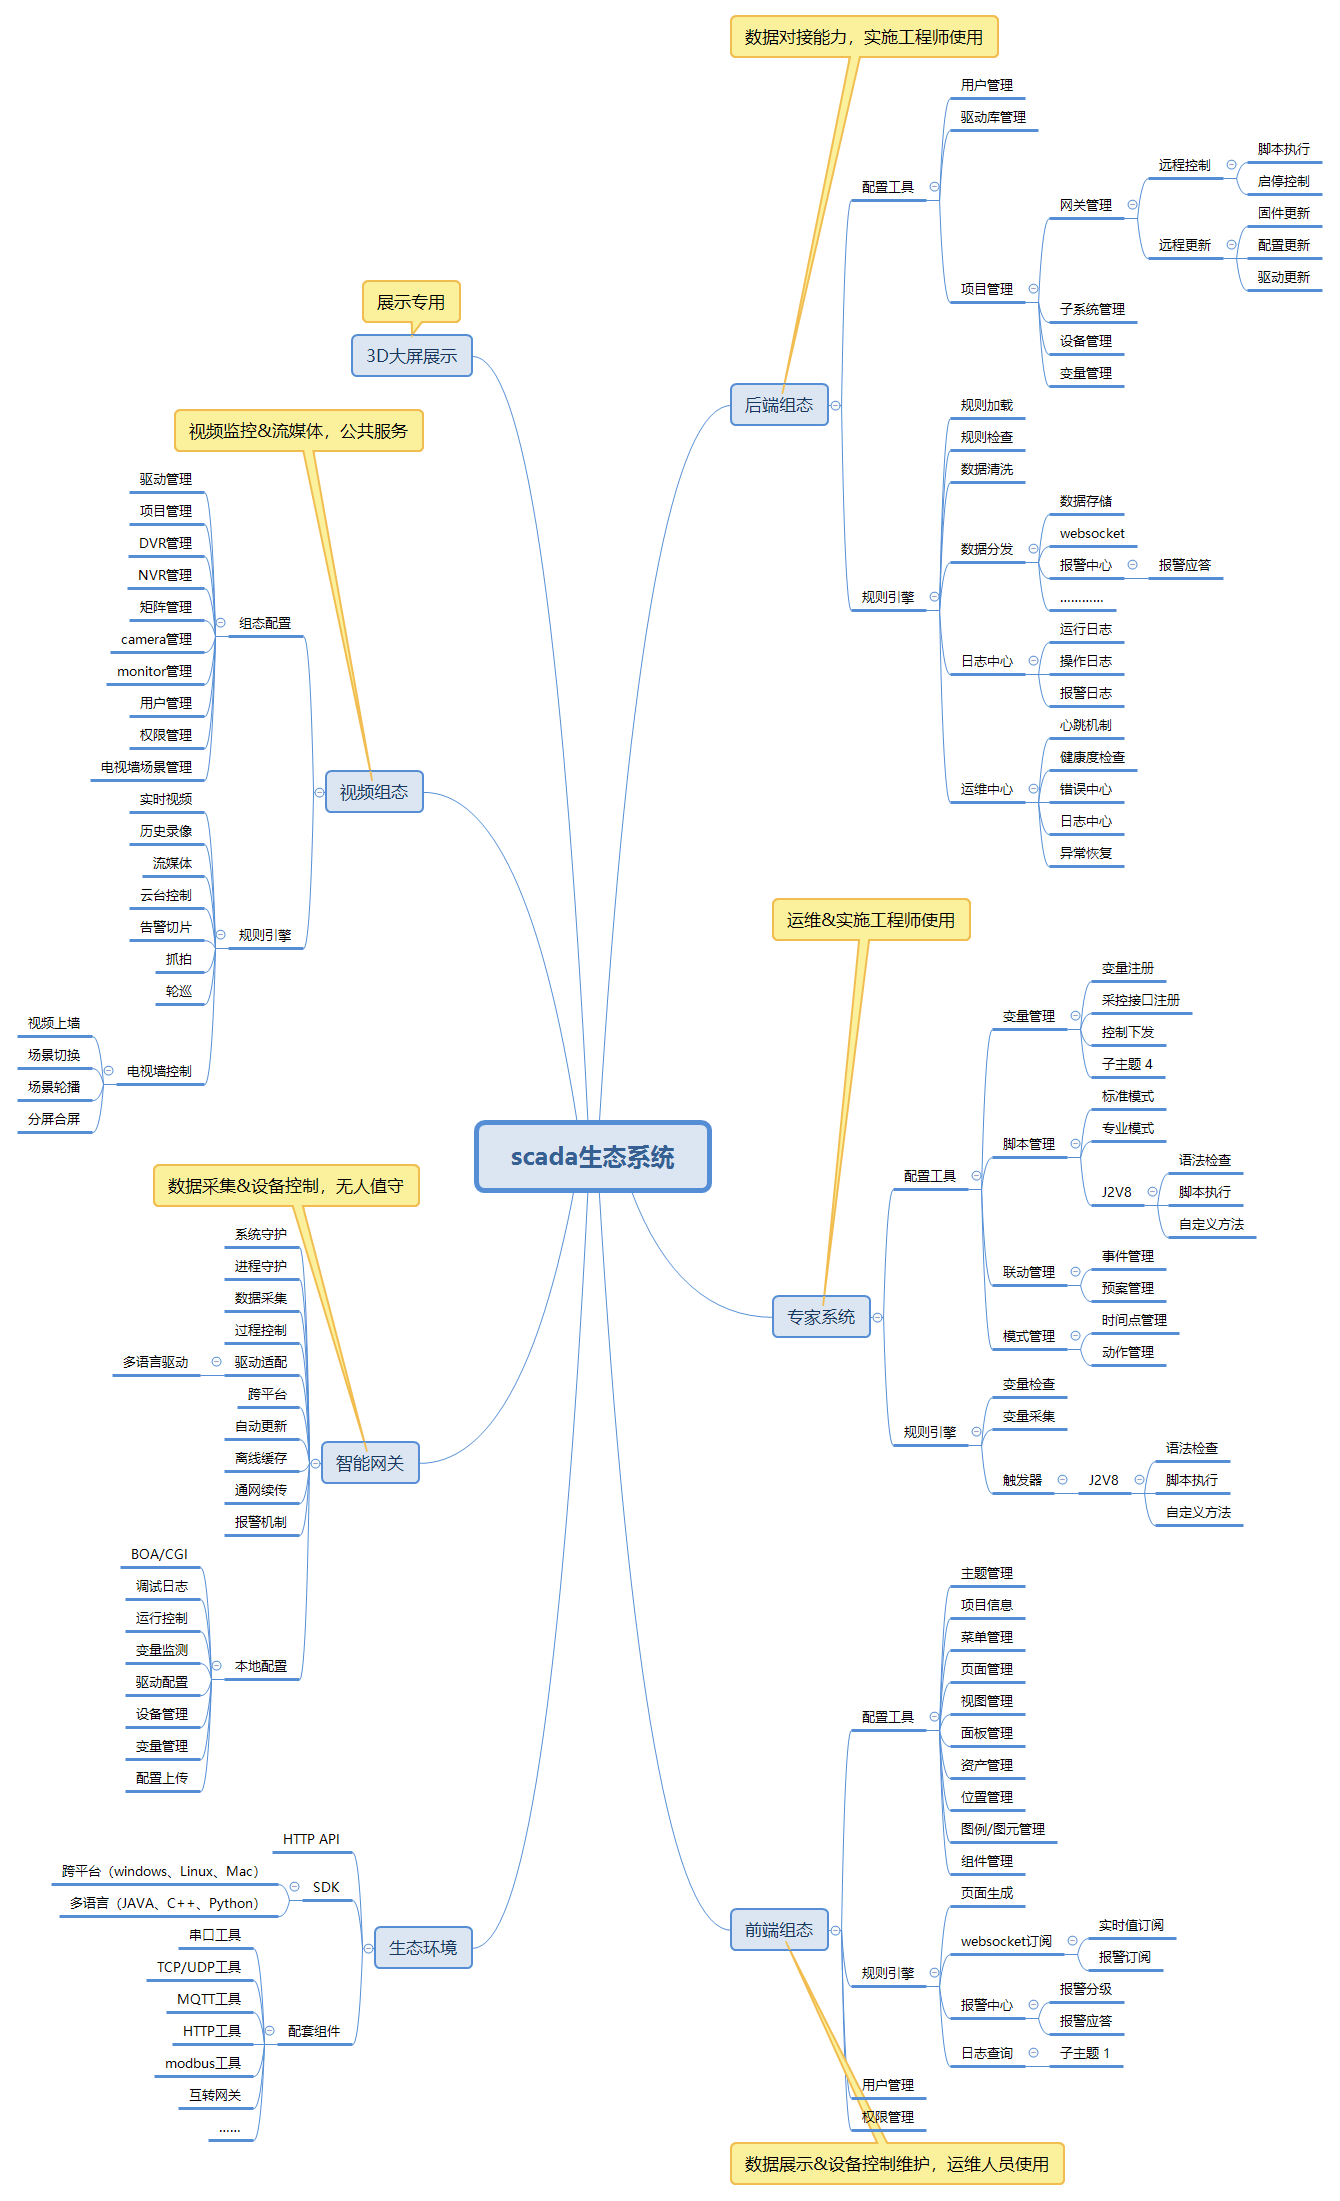 scada生态系统
数据对接能力，实施工程师使用
后端组态
配置工具
用户管理
驱动库管理
项目管理
网关管理
远程控制
脚本执行
启停控制
远程更新
固件更新
配置更新
驱动更新
子系统管理
设备管理
变量管理
规则引擎
规则加载
规则检查
数据清洗
数据分发
数据存储
websocket
报警中心
报警应答
…………
日志中心
运行日志
操作日志
报警日志
运维中心
心跳机制
健康度检查
错误中心
日志中心
异常恢复
运维&实施工程师使用
专家系统
配置工具
变量管理
变量注册
采控接口注册
控制下发
子主题 4
脚本管理
标准模式
专业模式
J2V8
语法检查
脚本执行
自定义方法
联动管理
事件管理
预案管理
模式管理
时间点管理
动作管理
规则引擎
变量检查
变量采集
触发器
J2V8
语法检查
脚本执行
自定义方法
前端组态
配置工具
主题管理
项目信息
菜单管理
页面管理
视图管理
面板管理
资产管理
位置管理
图例/图元管理
组件管理
规则引擎
页面生成
websocket订阅
实时值订阅
报警订阅
报警中心
报警分级
报警应答
日志查询
子主题 1
用户管理
权限管理
数据展示&设备控制维护，运维人员使用
展示专用
3D大屏展示
视频监控&流媒体，公共服务
视频组态
组态配置
驱动管理
项目管理
DVR管理
NVR管理
矩阵管理
camera管理
monitor管理
用户管理
权限管理
电视墙场景管理
规则引擎
实时视频
历史录像
流媒体
云台控制
告警切片
抓拍
轮巡
电视墙控制
视频上墙
场景切换
场景轮播
分屏合屏
数据采集&设备控制，无人值守
智能网关
系统守护
进程守护
数据采集
过程控制
驱动适配
多语言驱动
跨平台
自动更新
离线缓存
通网续传
报警机制
本地配置
BOA/CGI
调试日志
运行控制
变量监测
驱动配置
设备管理
变量管理
配置上传
生态环境
HTTP API
SDK
跨平台（windows、Linux、Mac）
多语言（JAVA、C++、Python）
配套组件
串口工具
TCP/UDP工具
MQTT工具
HTTP工具
modbus工具
互转网关
……